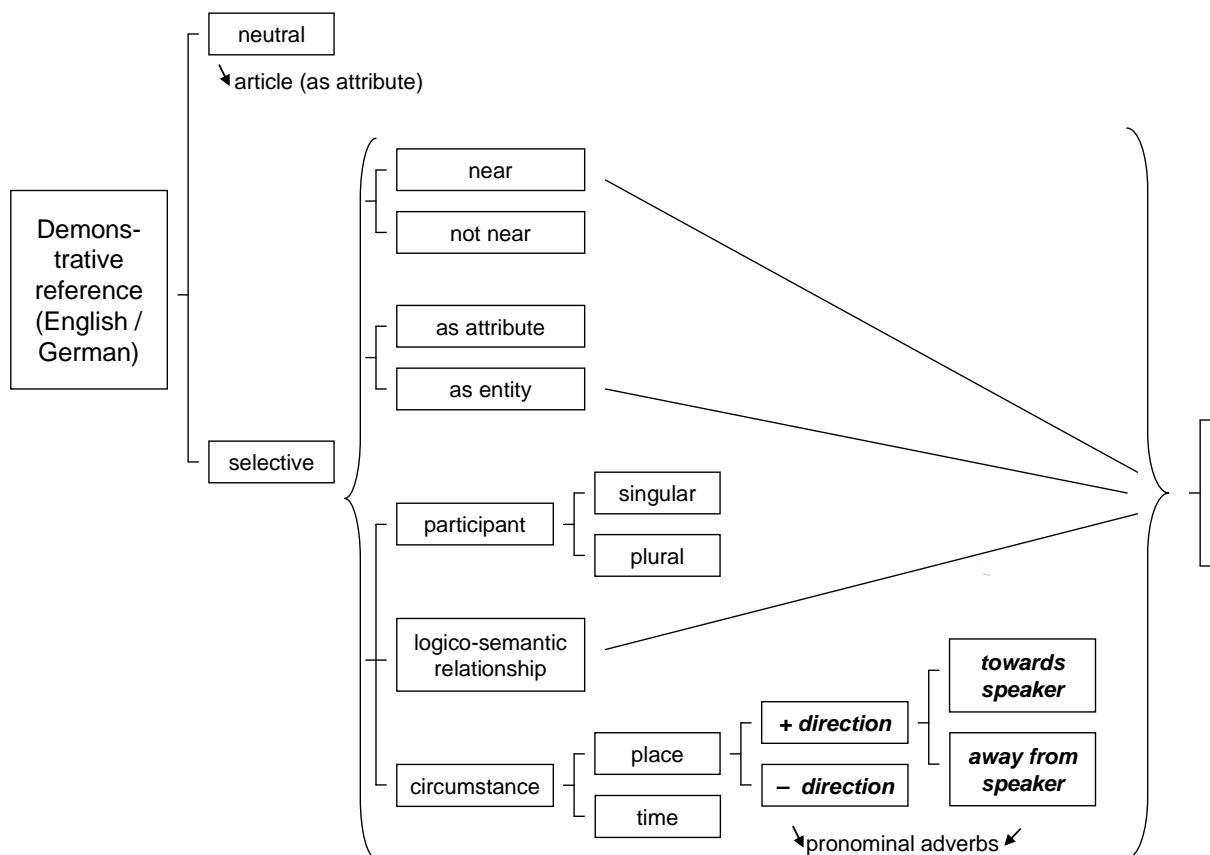 neutral
article (as attribute)
Demons-
trative
reference
(English /
German)
selective
near
not near
as attribute
as entity
participant
singular
plural
logico-semantic
relationship
circumstance
place
time
+ direction
– direction
towards
speaker
away from
speaker
pronominal adverbs